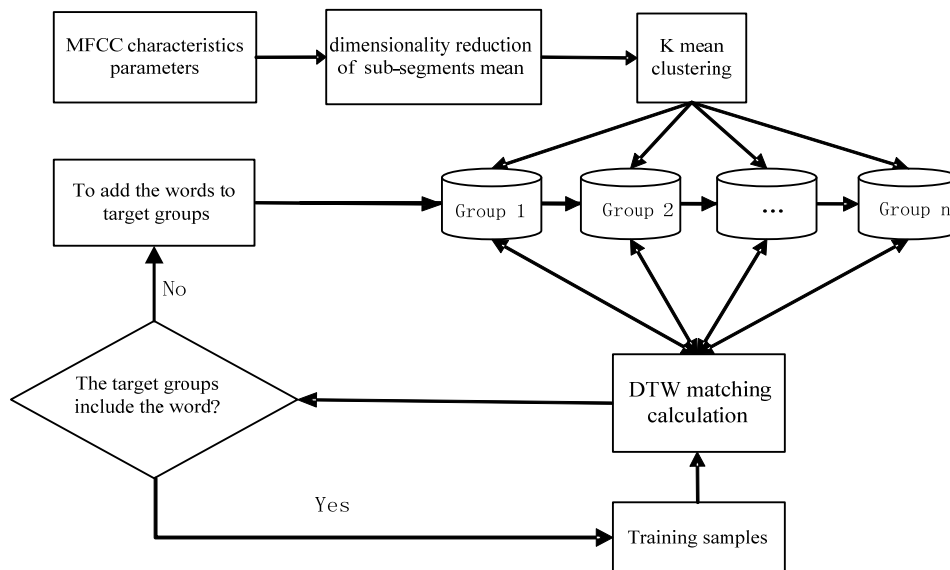 MFCC characteristics
parameters
dimensionality reduction
of sub-segments mean
K mean
clustering
To add the words to
target groups
Group 1
Group 2
...
Group n
No
The target groups
include the word?
DTW matching
calculation
Yes
Training samples